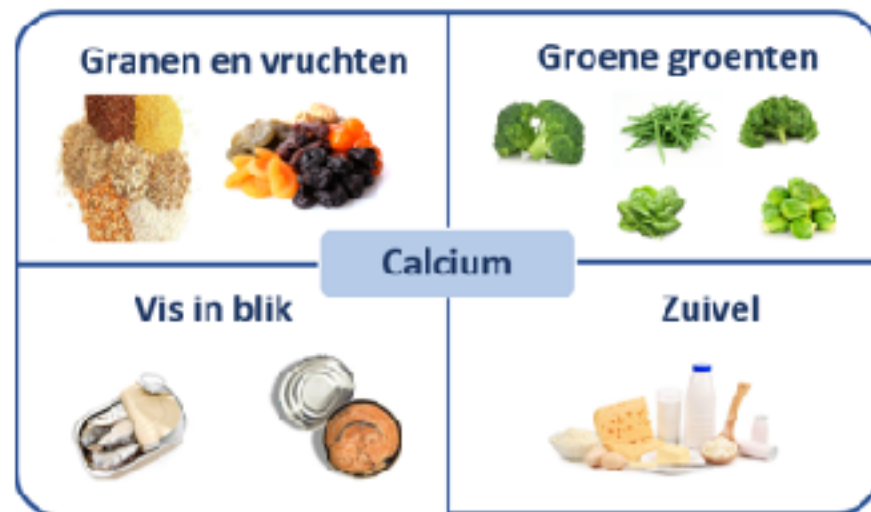 Granen en vruchten
Groene groenten
Calcium
Vis in blik
Zuivel